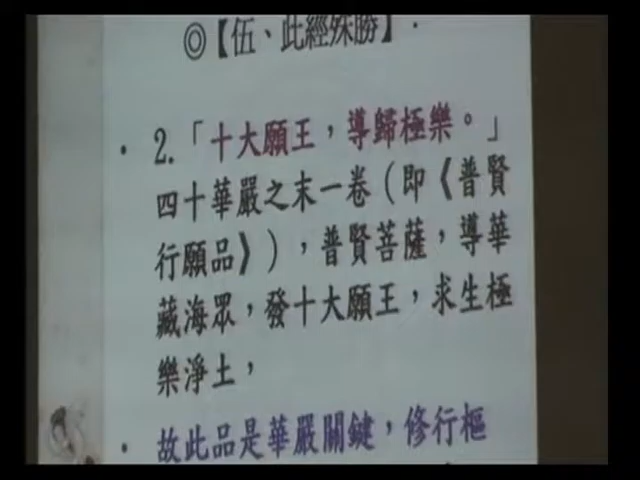 ◎【伍、此經殊勝】.
• 2.「十大願王，導歸極樂。」
四十華嚴之末一卷（即《普賢
行願品》），普賢菩薩，導華
藏海眾，發十大願王，求生極
樂淨土，
• 故此品是華嚴關鍵，修行樞